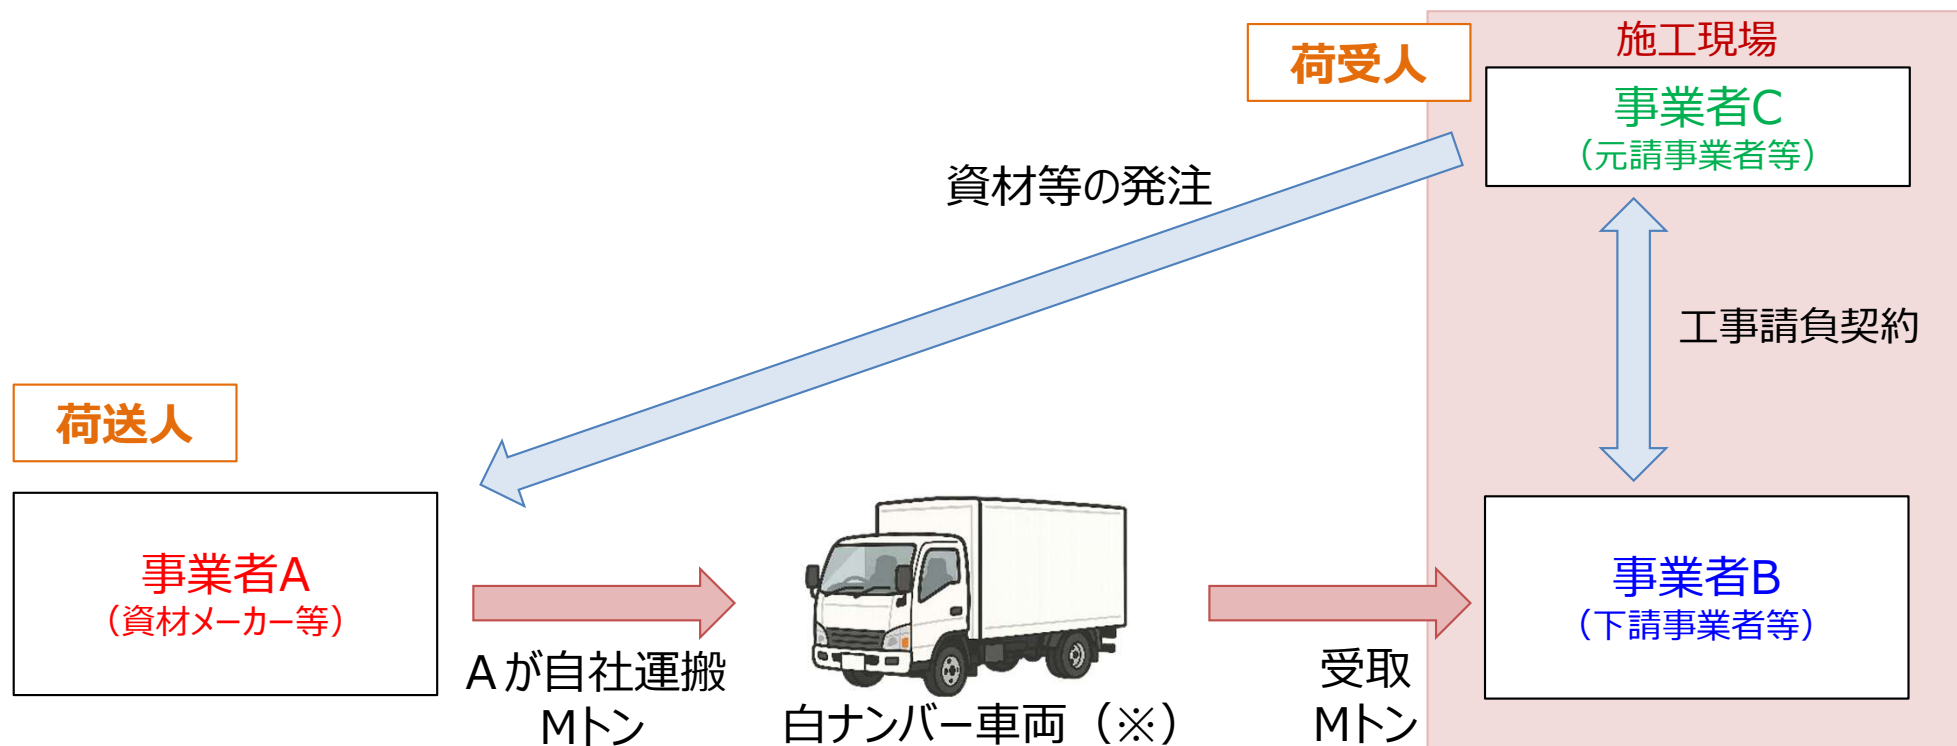 施工現場
荷受人
事業者C
（元請事業者等）
資材等の発注
工事請負契約
荷送人
事業者A
（資材メーカー等）
Aが自社運搬
Mトン
白ナンバー車両（※）
受取
Mトン
事業者B
（下請事業者等）